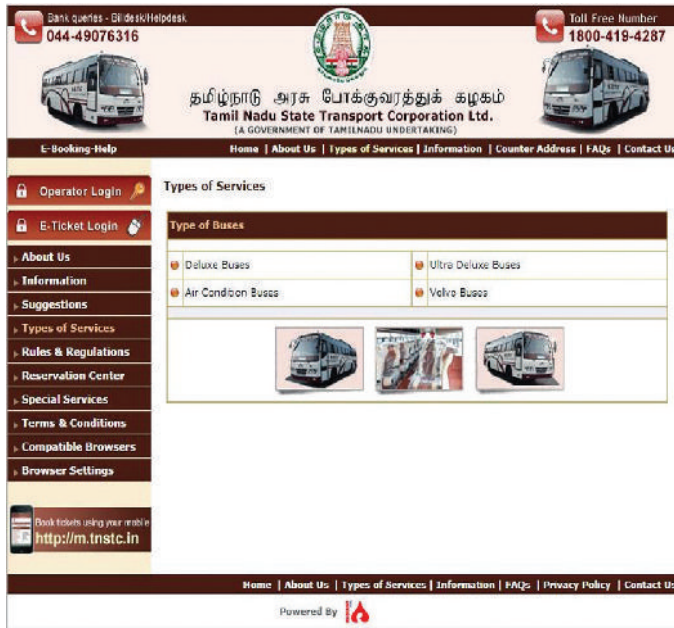 Bank queries - Billdesk/Helpdesk
044-49076316
Toll Free Number
1800-419-4287
தமிழ்நாடு அரசு போக்குவரத்துக் கழகம்
Tamil Nadu State Transport Corporation Ltd.
(A GOVERNMENT OF TAMILNADU UNDERTAKING)
E-Booking-Help
Home | About Us | Types of Services | Information | Counter Address | FAQs | Contact Us
Operator Login
E-Ticket Login
About Us
Information
Suggestions
Types of Services
Rules & Regulations
Reservation Center
Special Services
Terms & Conditions
Compatible Browsers
Browser Settings
Book tickets using your mobile
http://m.tnstc.in
Types of Services
Type of Buses
Deluxe Buses
Ultra Deluxe Buses
Air Condition Buses
Volvo Buses
Home | About Us | Types of Services | Information | FAQs | Privacy Policy | Contact Us
Powered By